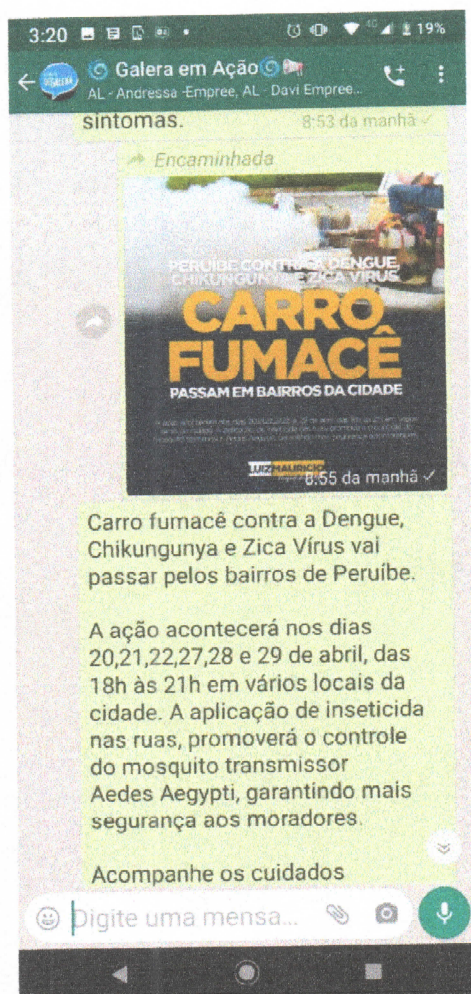 3:20
4G
19%
Galera em Ação
AL - Andressa -Empree, AL - Davi Empree...
sintomas.
8:53 da manhã
Encaminhada
PERUÍBE CONTRA A DENGUE,
CHIKUNGUNYA E ZICA VÍRUS
CARRO
FUMACÊ
PASSAM EM BAIRROS DA CIDADE
LUIZMAURICIO
8:55 da manhã
Carro fumacê contra a Dengue,
Chikungunya e Zica Vírus vai
passar pelos bairros de Peruíbe.
A ação acontecerá nos dias
20,21,22,27,28 e 29 de abril, das
18h às 21h em vários locais da
cidade. A aplicação de inseticida
nas ruas, promoverá o controle
do mosquito transmissor
Aedes Aegypti, garantindo mais
segurança aos moradores.
Acompanhe os cuidados
Digite uma mensa...